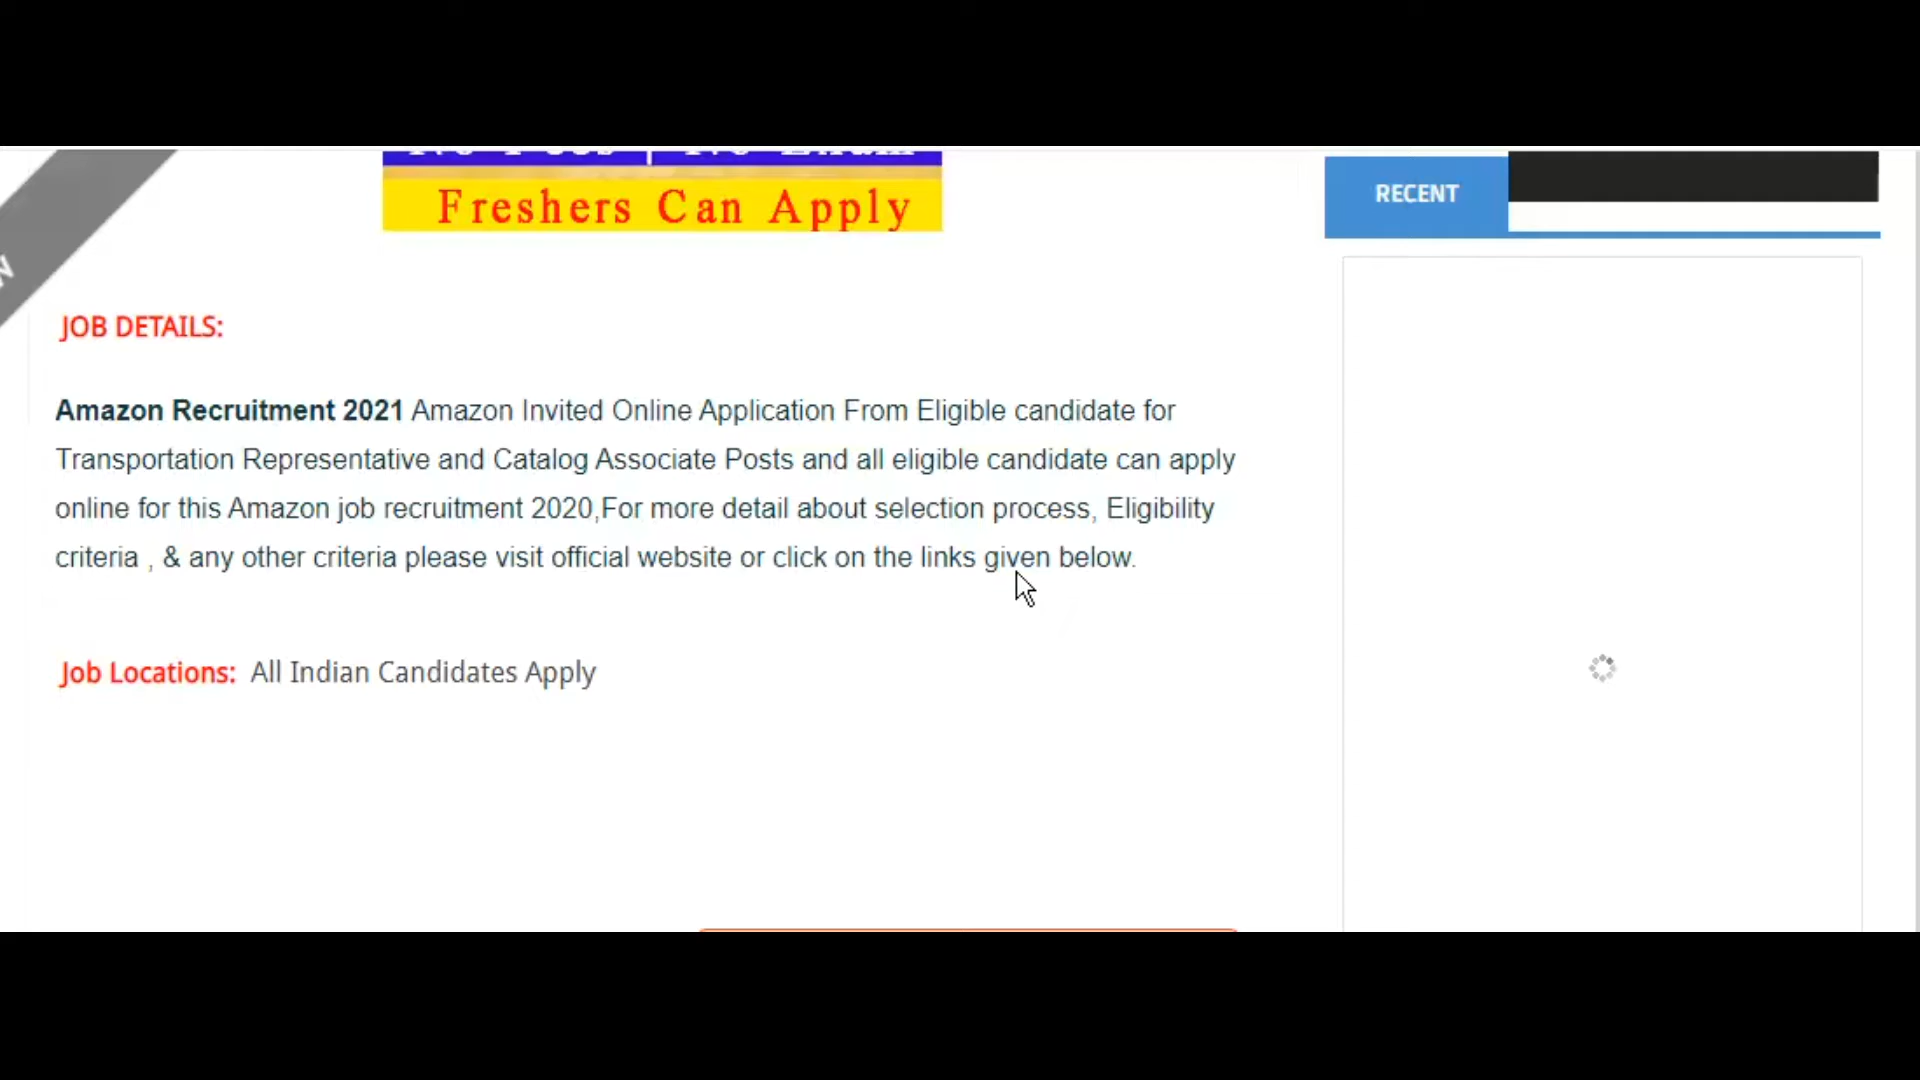 Freshers Can Apply
RECENT
JOB DETAILS:
Amazon Recruitment 2021 Amazon Invited Online Application From Eligible candidate for
Transportation Representative and Catalog Associate Posts and all eligible candidate can apply
online for this Amazon job recruitment 2020,For more detail about selection process, Eligibility
criteria , & any other criteria please visit official website or click on the links given below.
Job Locations: All Indian Candidates Apply